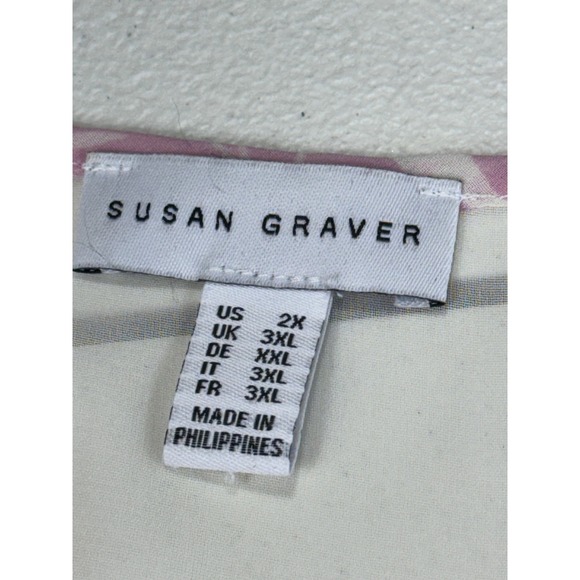 SUSAN GRAVER
US 2X
UK 3XL
DE XXL
IT 3XL
FR 3XL
MADE IN
PHILIPPINES